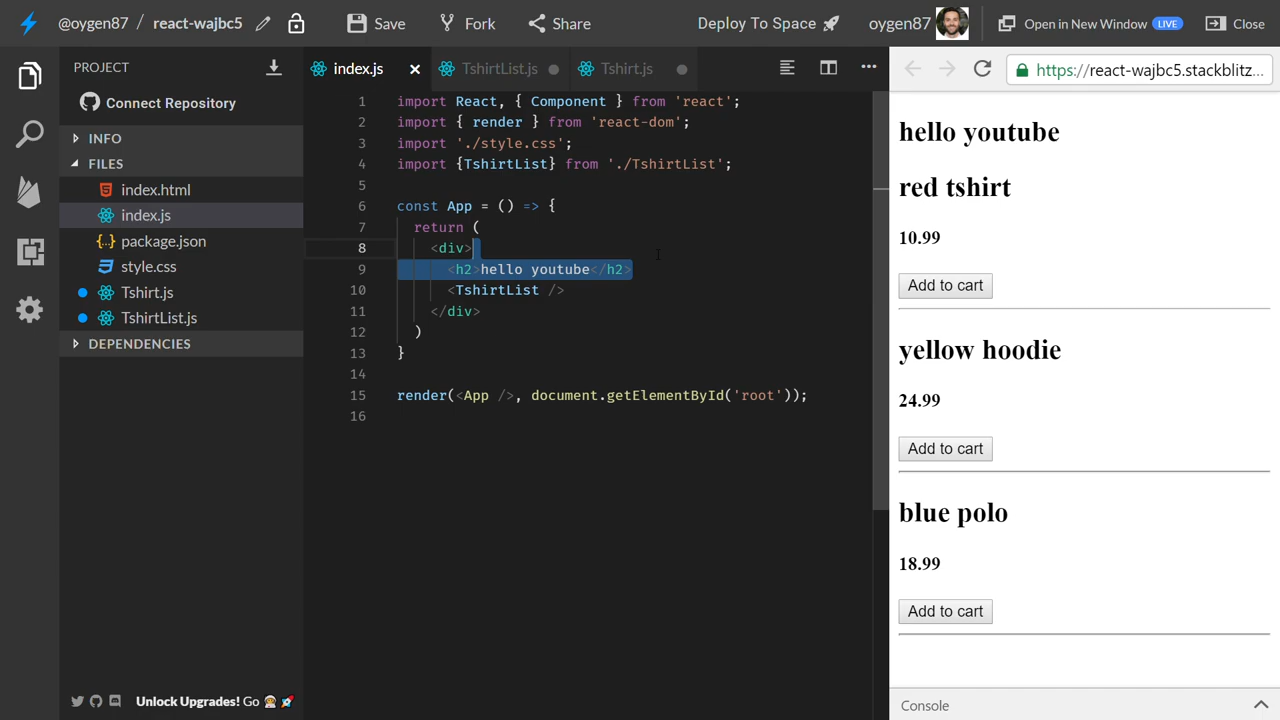 @oygen87 / react-wajbc5 Save Fork Share Deploy To Space oygen87 Open in New Window LIVE Close
PROJECT
Connect Repository
INFO
FILES
index.html
index.js
package.json
style.css
Tshirt.js
TshirtList.js
DEPENDENCIES
Unlock Upgrades! Go
index.js TshirtList.js Tshirt.js
1 import React, { Component } from 'react';
2 import { render } from 'react-dom';
3 import './style.css';
4 import {TshirtList} from './TshirtList';
5
6 const App = () => {
7 return (
8 <div>
9 <h2>hello youtube</h2>
10 <TshirtList />
11 </div>
12 )
13 }
14
15 render(<App />, document.getElementById('root'));
16
https://react-wajbc5.stackblitz...
hello youtube
red tshirt
10.99
Add to cart
yellow hoodie
24.99
Add to cart
blue polo
18.99
Add to cart
Console